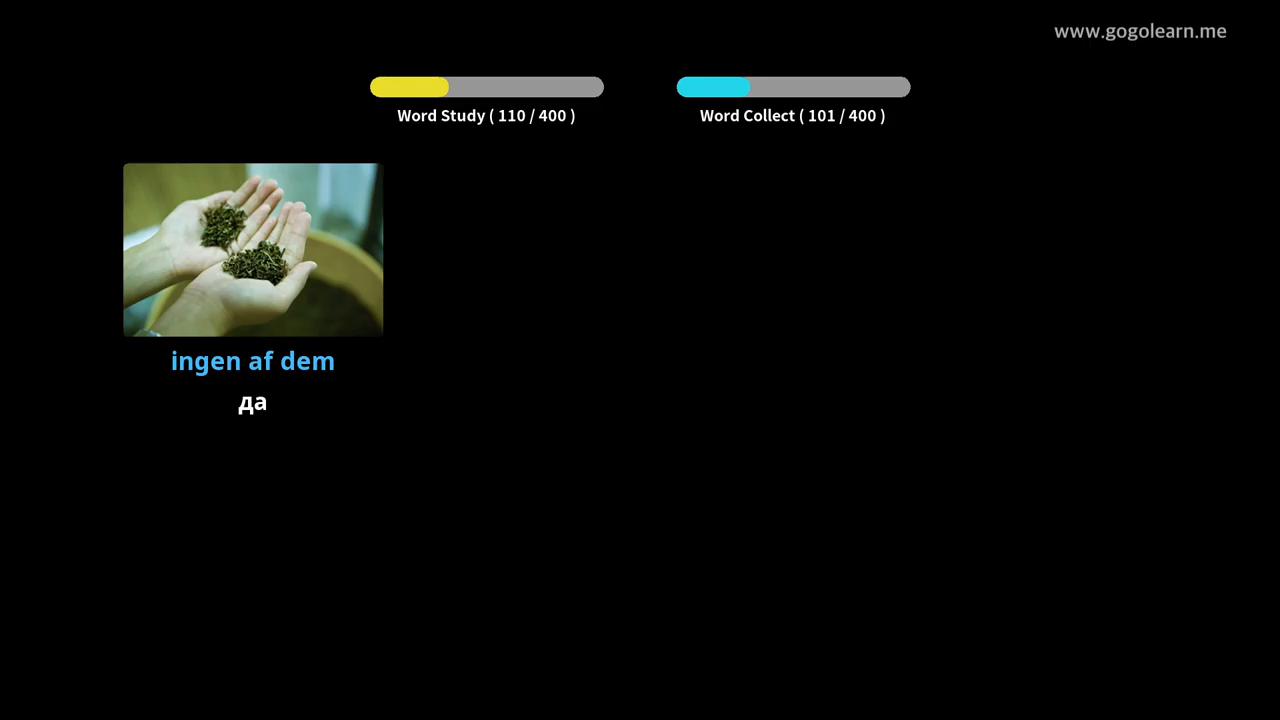 www.gogolearn.me
Word Study ( 110 / 400 )
Word Collect ( 101 / 400 )
ingen af dem
да